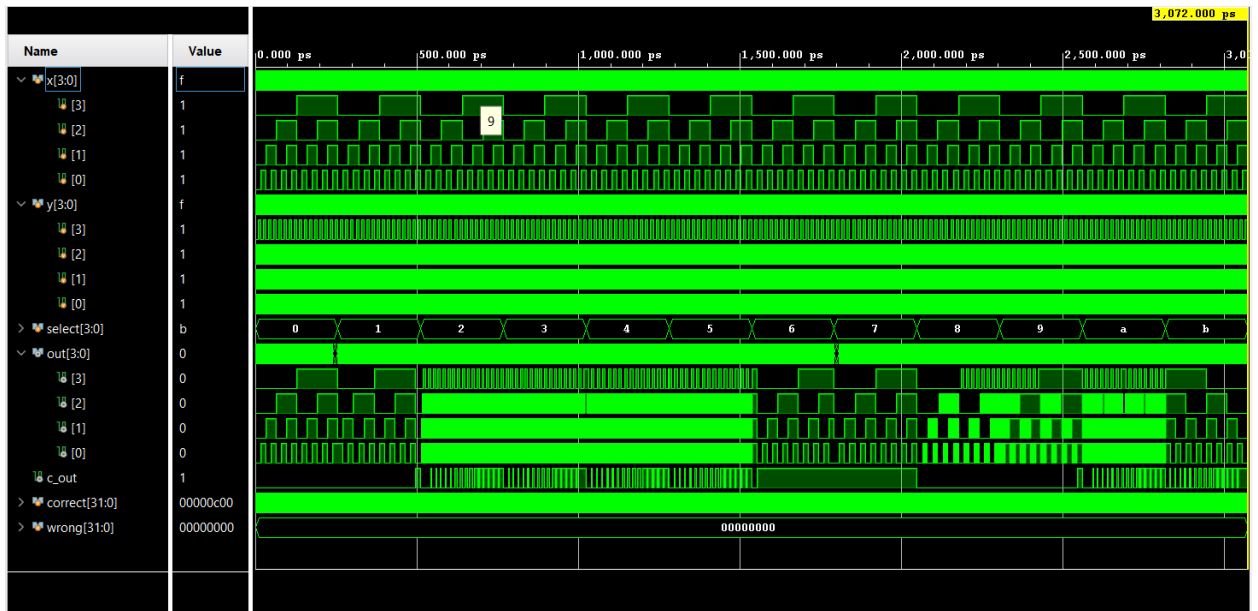 3,072.000 ps
Name Value
0.000 ps 500.000 ps 1,000.000 ps 1,500.000 ps 2,000.000 ps 2,500.000 ps 3,0
x[3:0] f
[3] 1
9
[2] 1
[1] 1
[0] 1
y[3:0] f
[3] 1
[2] 1
[1] 1
[0] 1
select[3:0] b 0 1 2 3 4 5 6 7 8 9 a b
out[3:0] 0
[3] 0
[2] 0
[1] 0
[0] 0
c_out 1
correct[31:0] 00000c00
wrong[31:0] 00000000 00000000